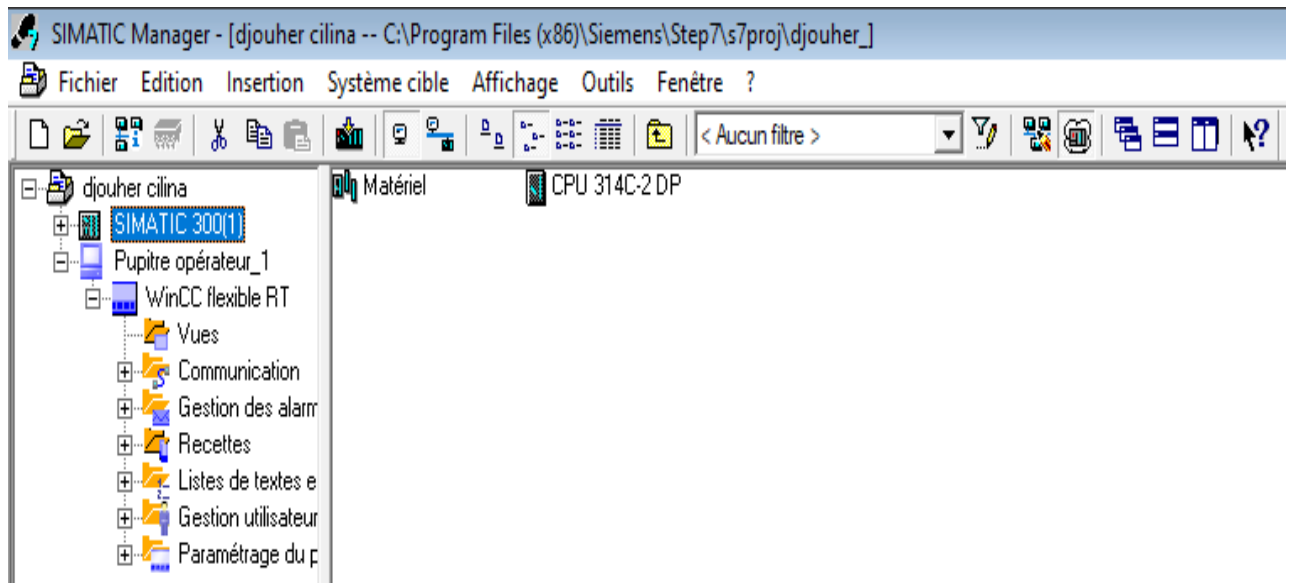 SIMATIC Manager - [djouher cilina -- C:\Program Files (x86)\Siemens\Step7\s7proj\djouher_]
Fichier Edition Insertion Système cible Affichage Outils Fenêtre ?
< Aucun filtre >
djouher cilina
Matériel
CPU 314C-2 DP
SIMATIC 300(1)
Pupitre opérateur_1
WinCC flexible RT
Vues
Communication
Gestion des alarm
Recettes
Listes de textes e
Gestion utilisateur
Paramétrage du p